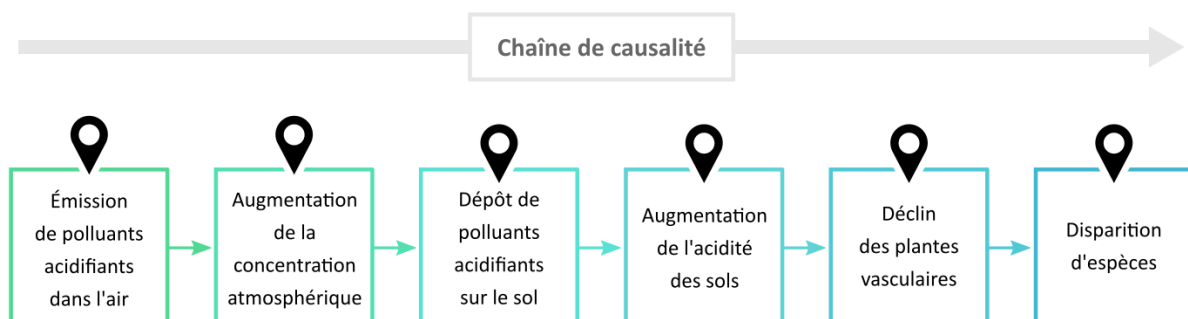 Chaîne de causalité
Émission
de polluants
acidifiants
dans l'air
Augmentation
de la
concentration
atmosphérique
Dépôt de
polluants
acidifiants
sur le sol
Augmentation
de l'acidité
des sols
Déclin
des plantes
vasculaires
Disparition
d'espèces